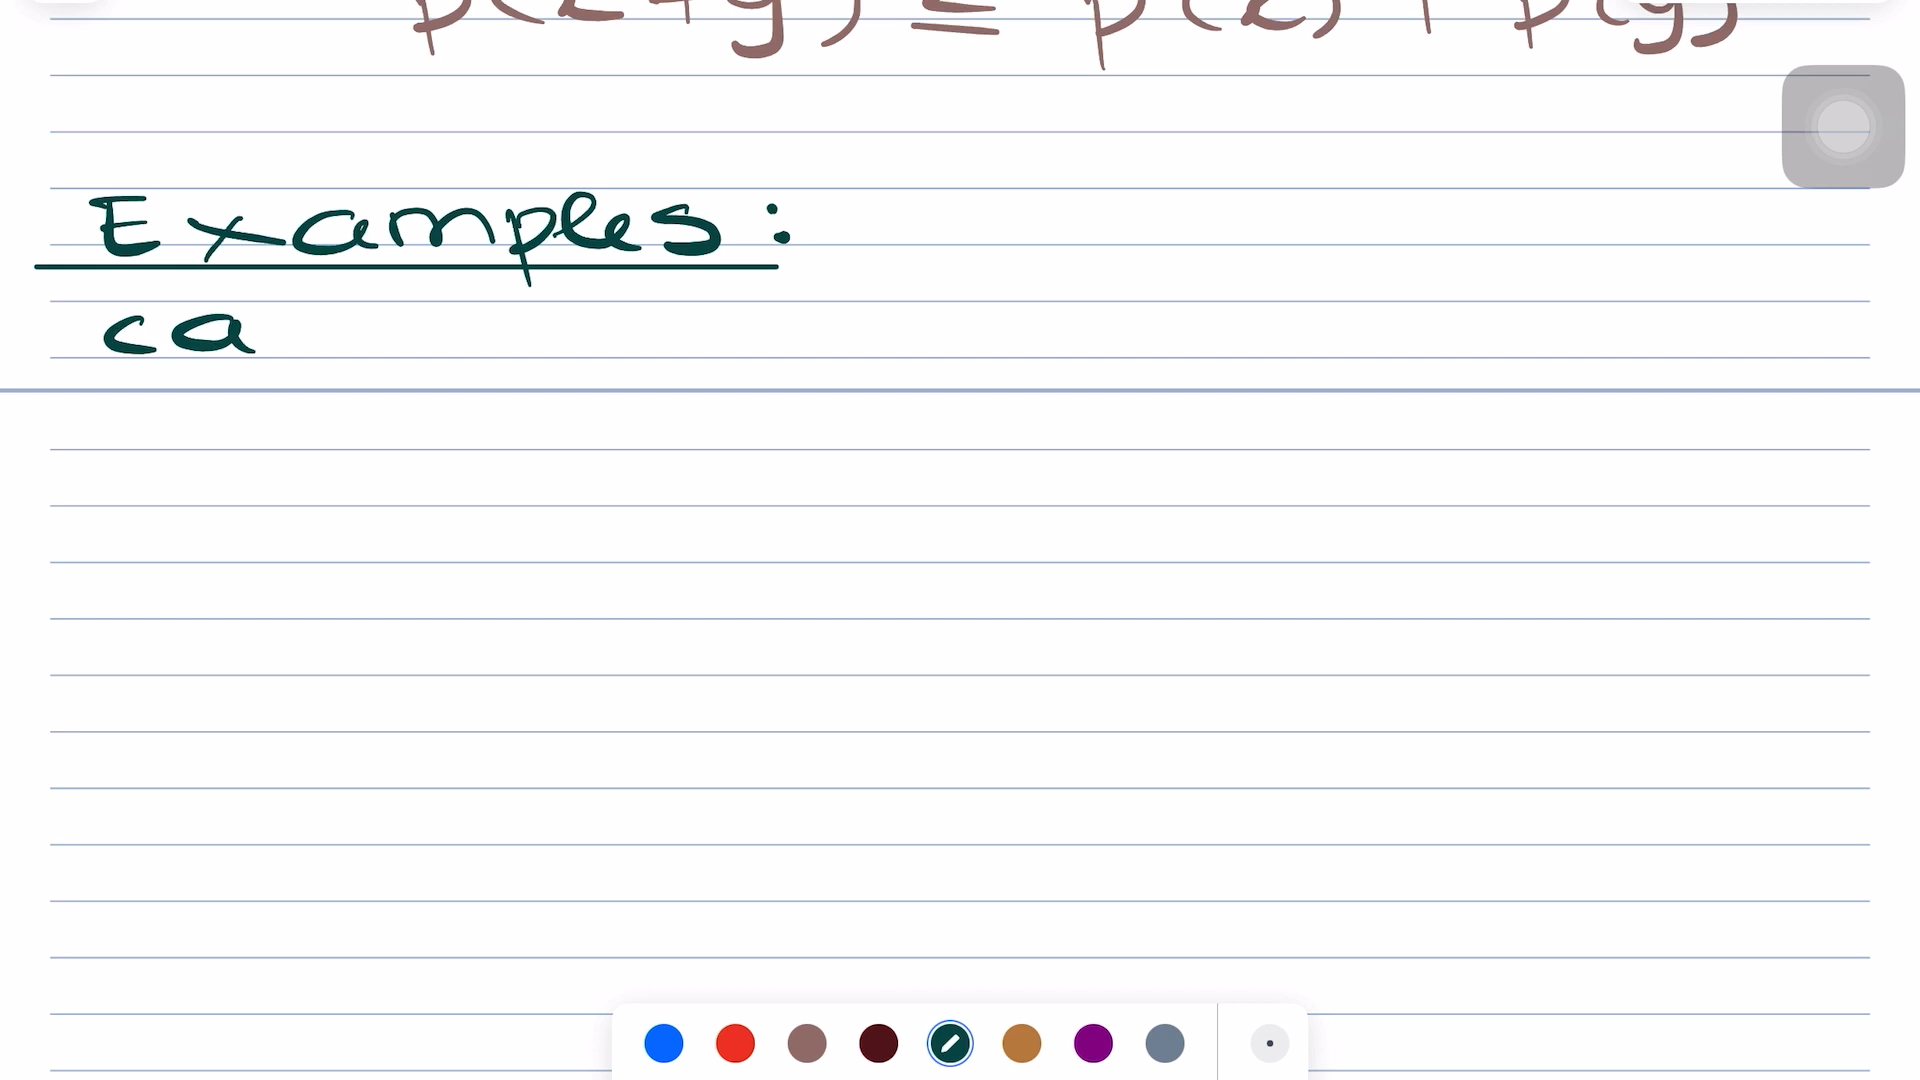 p(x+y) ≤ p(x) + p(y)
Examples:
ca